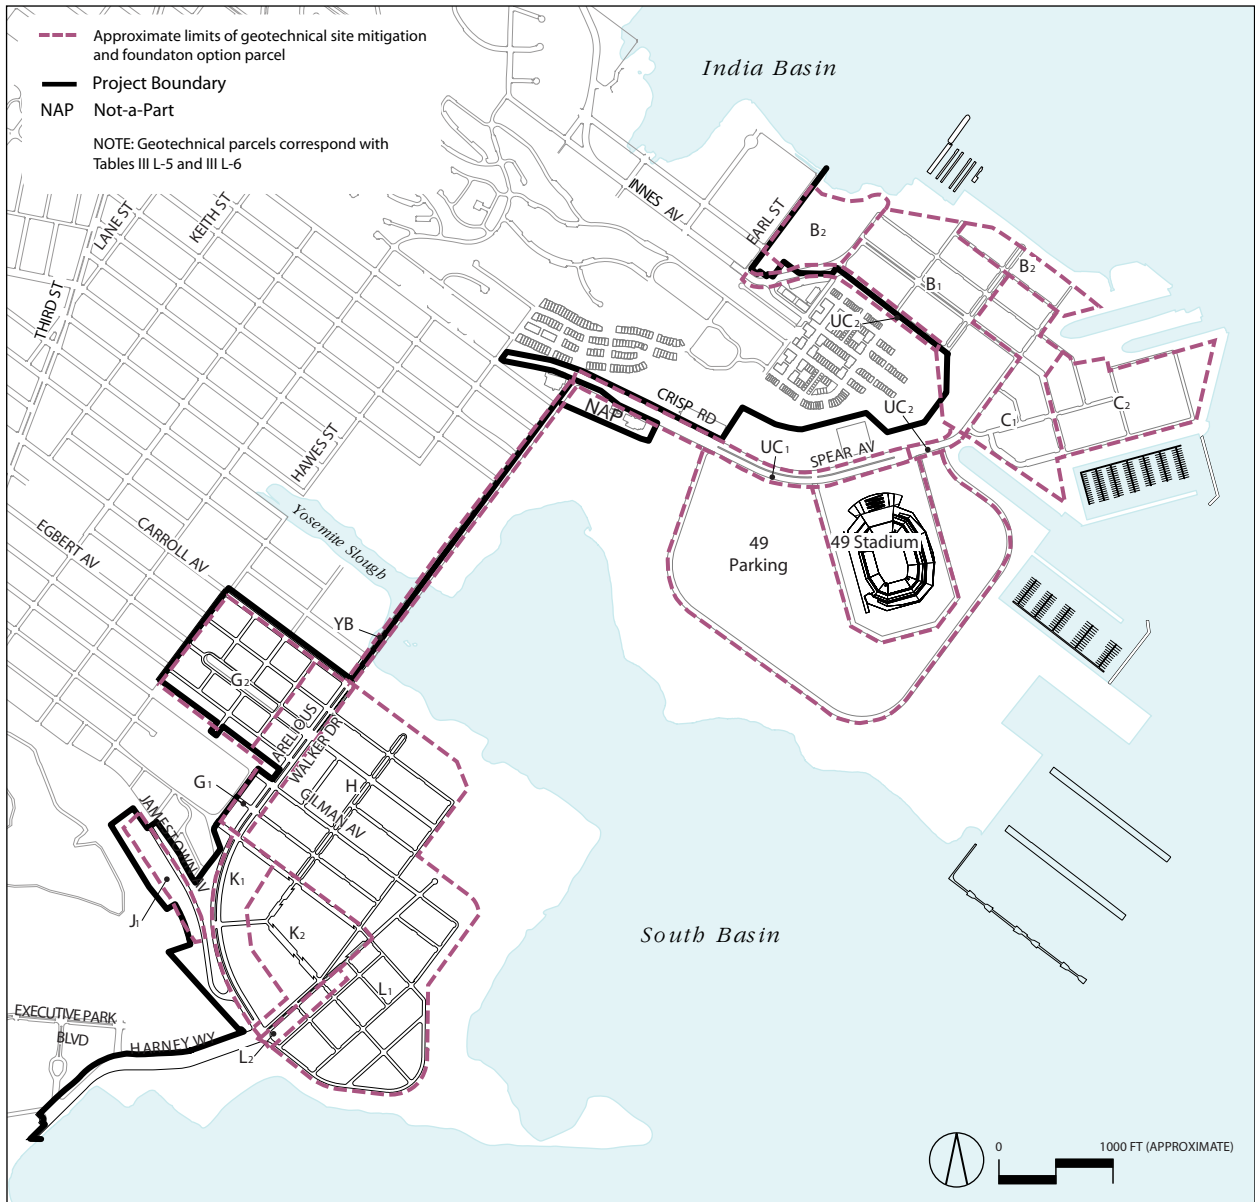 Approximate limits of geotechnical site mitigation
and foundaton option parcel
Project Boundary
NAP Not-a-Part
NOTE: Geotechnical parcels correspond with
Tables III L-5 and III L-6
India Basin
INNES AV
EARL ST
B2
B2
B1
UC2
LANE ST
KEITH ST
THIRD ST
CRISP RD
NAP
UC2
C1
C2
UC1
SPEAR AV
HAWES ST
Yosemite Slough
EGBERT AV
CARROLL AV
49
Parking
49 Stadium
YB
G2
ARELIOUS
WALKER DR
G1
H
GILMAN AV
JAMESTOWN AV
K1
J1
K2
South Basin
L1
EXECUTIVE PARK
BLVD
HARNEY WY
L2
0 1000 FT (APPROXIMATE)